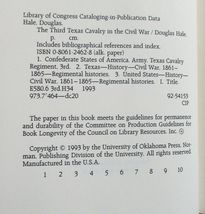 Library of Congress Cataloging-in-Publication Data
Hale, Douglas.
The Third Texas Cavalry in the Civil War / Douglas Hale.
p. cm.
Includes bibliographical references and index.
ISBN 0-8061-2462-8 (alk. paper)
1. Confederate States of America. Army. Texas Cavalry
Regiment. 3rd. 2. Texas—History—Civil War, 1861–
1865—Regimental histories. 3. United States—History—
Civil War, 1861–1865—Regimental histories. I. Title
E580.6 3rd.H34 1993
973.7'464—dc20 92-54153
CIP
The paper in this book meets the guidelines for permanence
and durability of the Committee on Production Guidelines for
Book Longevity of the Council on Library Resources, Inc. ∞
Copyright © 1993 by the University of Oklahoma Press, Nor-
man, Publishing Division of the University. All rights reserved.
Manufactured in the U.S.A.
1 2 3 4 5 6 7 8 9 10